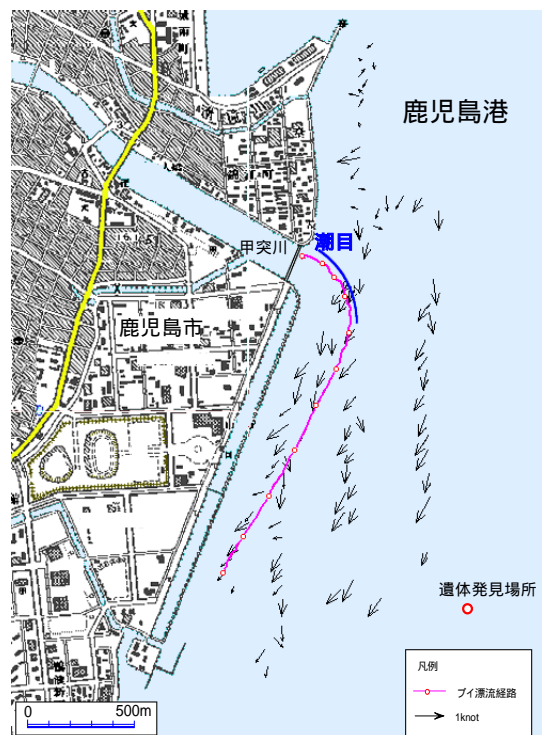 鹿児島港
甲突川
潮目
鹿児島市
遺体発見場所
凡例
ブイ漂流経路
1knot
0 500m